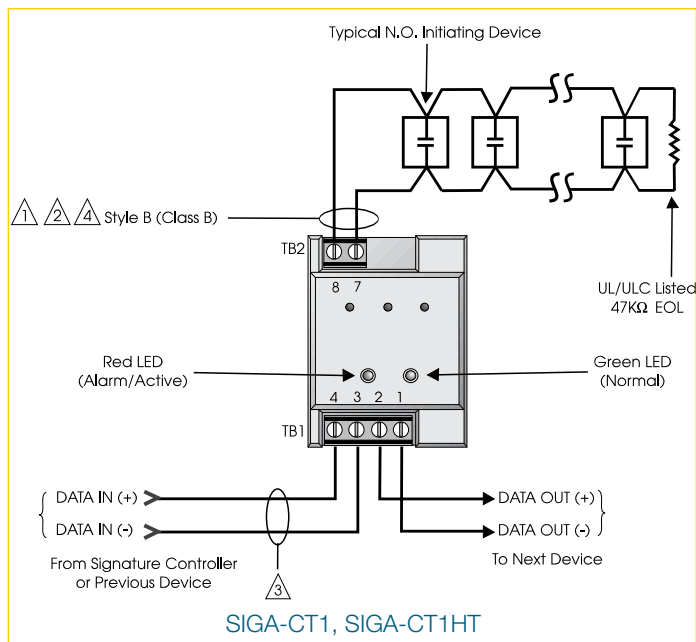 Typical N.O. Initiating Device
1 2 4 Style B (Class B)
TB2
8 7
UL/ULC Listed
47KΩ EOL
Red LED
(Alarm/Active)
Green LED
(Normal)
4 3 2 1
TB1
DATA IN (+)
DATA OUT (+)
DATA IN (-)
DATA OUT (-)
From Signature Controller
or Previous Device
To Next Device
3
SIGA-CT1, SIGA-CT1HT